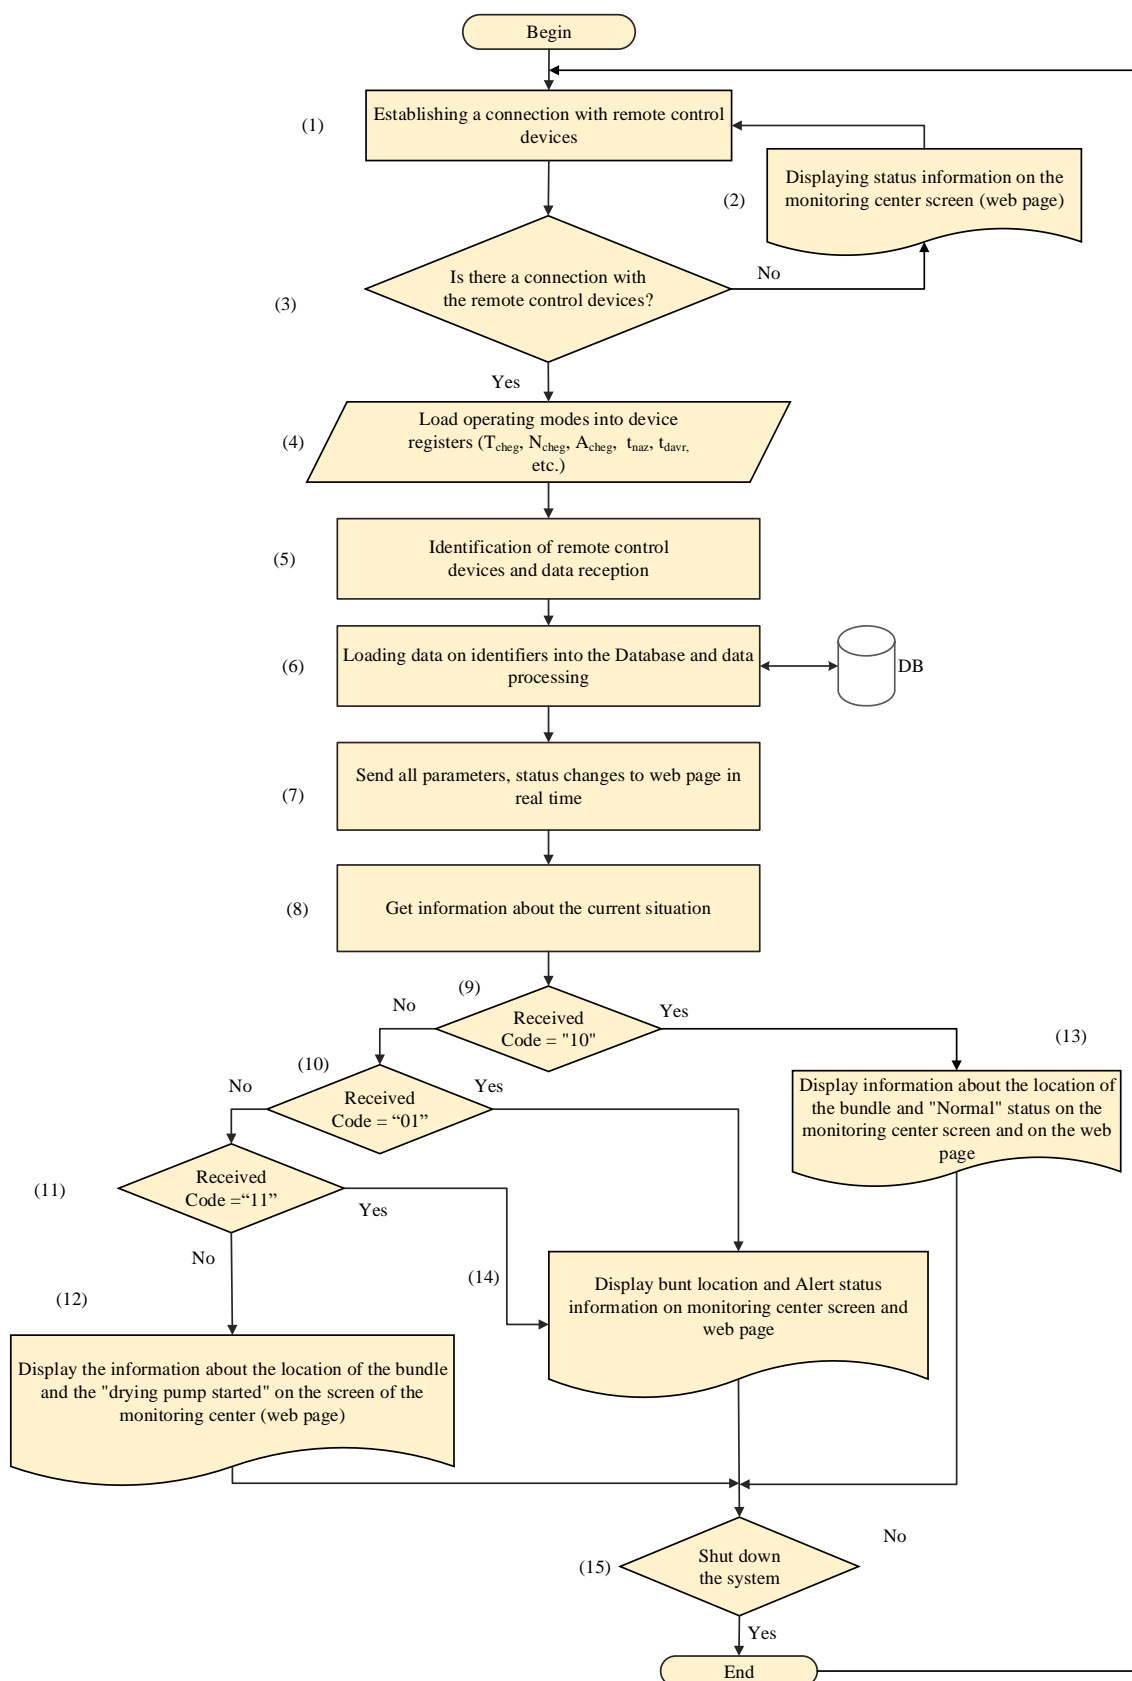 Begin
(1)
Establishing a connection with remote control
devices
(2)
Displaying status information on the
monitoring center screen (web page)
(3)
Is there a connection with
the remote control devices?
No
Yes
(4)
Load operating modes into device
registers (Tcheg, Ncheg, Acheg, tnaz, tdavr,
etc.)
(5)
Identification of remote control
devices and data reception
(6)
Loading data on identifiers into the Database and data
processing
DB
(7)
Send all parameters, status changes to web page in
real time
(8)
Get information about the current situation
(9)
No
Received
Code = "10"
Yes
(10)
No
Received
Code = “01”
Yes
(13)
Display information about the location of
the bundle and "Normal" status on the
monitoring center screen and on the web
page
(11)
Received
Code =“11”
Yes
No
(14)
Display bunt location and Alert status
information on monitoring center screen and
web page
(12)
Display the information about the location of the bundle
and the "drying pump started" on the screen of the
monitoring center (web page)
(15)
Shut down
the system
No
Yes
End